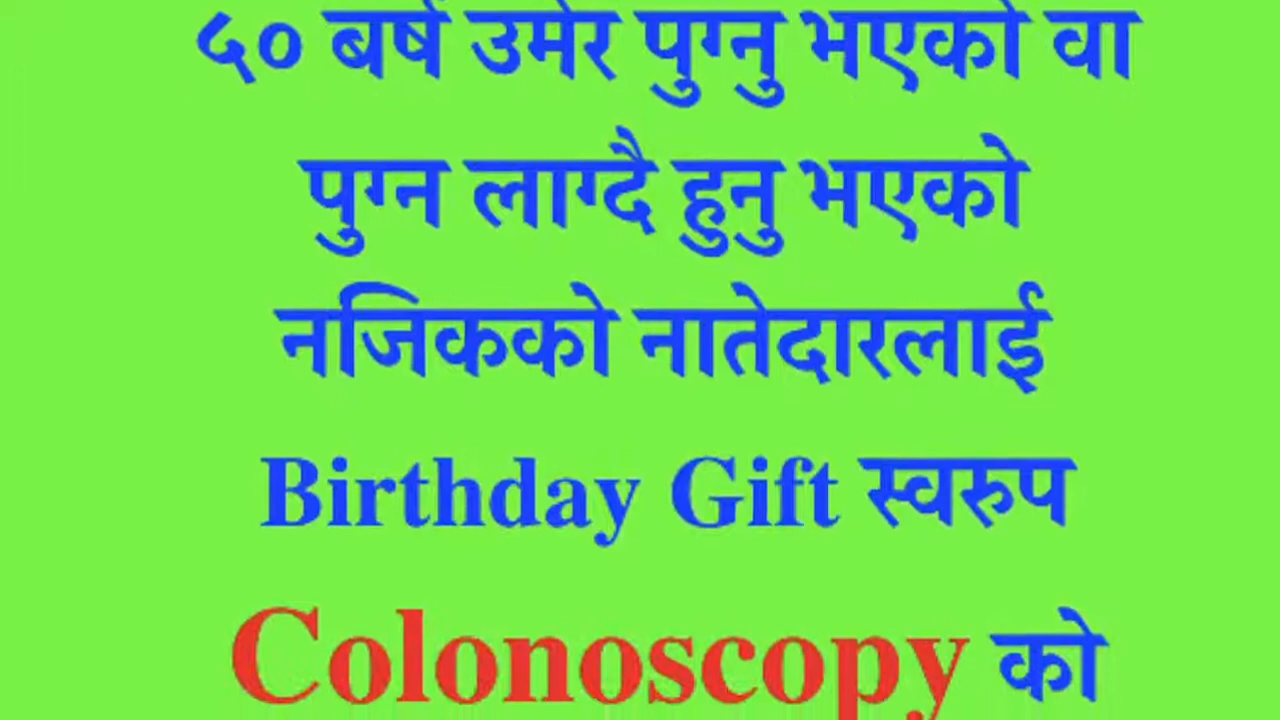 ५० बर्ष उमेर पुग्नु भएको वा
पुग्न लाग्दै हुनु भएको
नजिकको नातेदारलाई
Birthday Gift स्वरुप
Colonoscopy को